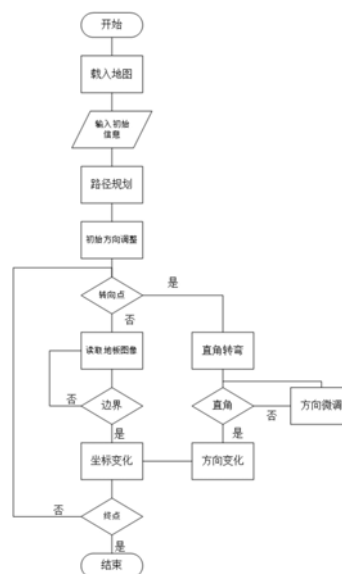 开始
载入地图
输入初始
信息
路径规划
初始方向调整
转向点
是
否
读取地板图像
直角转弯
边界
否
直角
否
方向微调
是
是
坐标变化
方向变化
否
终点
是
结束